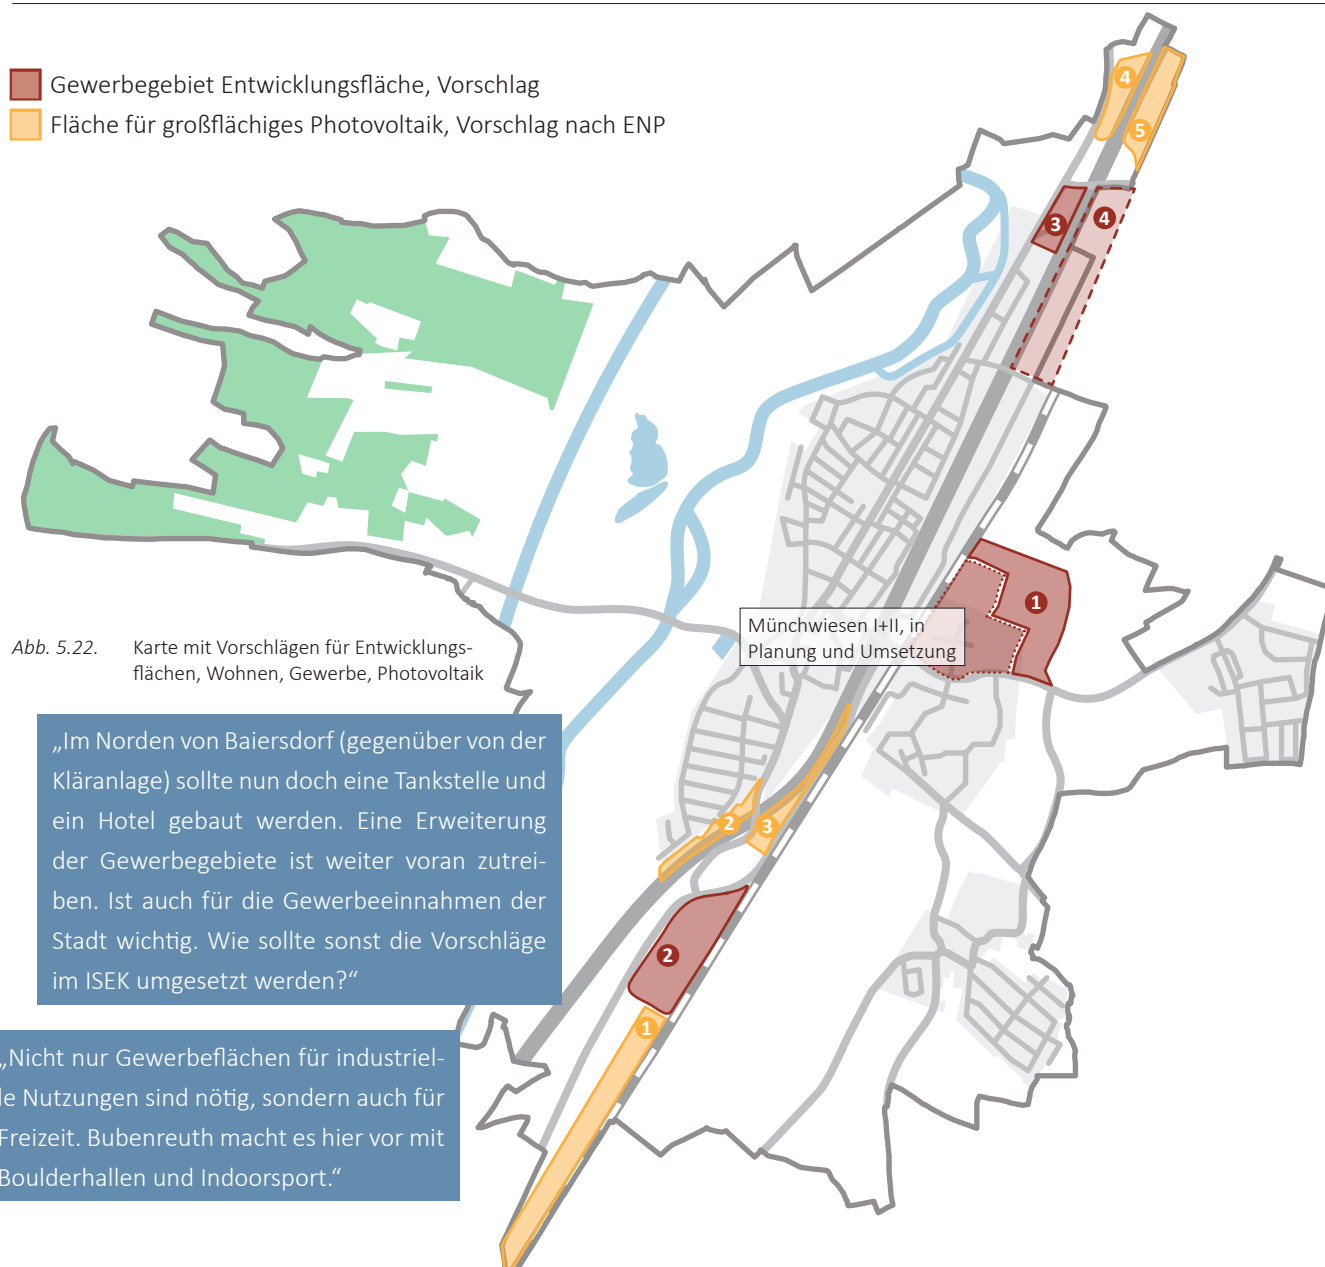 Gewerbegebiet Entwicklungsfläche, Vorschlag
Fläche für großflächiges Photovoltaik, Vorschlag nach ENP
4
5
3
4
1
Münchwiesen I+II, in
Planung und Umsetzung
Abb. 5.22. Karte mit Vorschlägen für Entwicklungs-
flächen, Wohnen, Gewerbe, Photovoltaik
2
3
2
1
„Im Norden von Baiersdorf (gegenüber von der
Kläranlage) sollte nun doch eine Tankstelle und
ein Hotel gebaut werden. Eine Erweiterung
der Gewerbegebiete ist weiter voran zutrei-
ben. Ist auch für die Gewerbeeinnahmen der
Stadt wichtig. Wie sollte sonst die Vorschläge
im ISEK umgesetzt werden?“
„Nicht nur Gewerbeflächen für industriel-
le Nutzungen sind nötig, sondern auch für
Freizeit. Bubenreuth macht es hier vor mit
Boulderhallen und Indoorsport.“